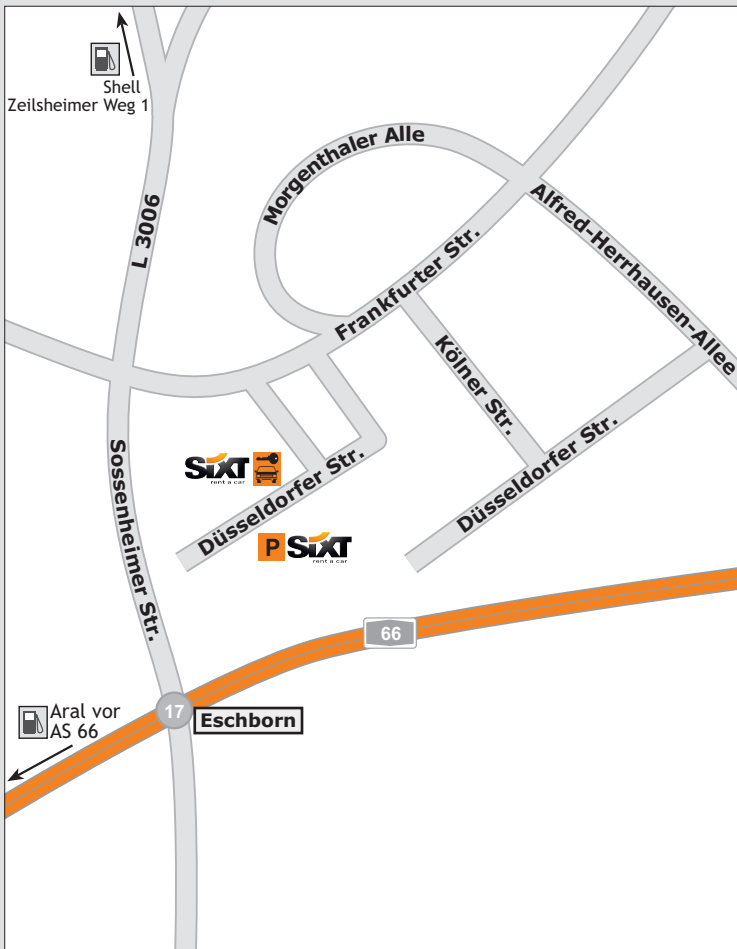 Shell
Zeilsheimer Weg 1
Morgenthaler Alle
Alfred-Herrhausen-Allee
L 3006
Frankfurter Str.
Kölner Str.
Sossenheimer Str.
SIXT
rent a car
Düsseldorfer Str.
Düsseldorfer Str.
P SIXT
rent a car
66
17
Eschborn
Aral vor
AS 66